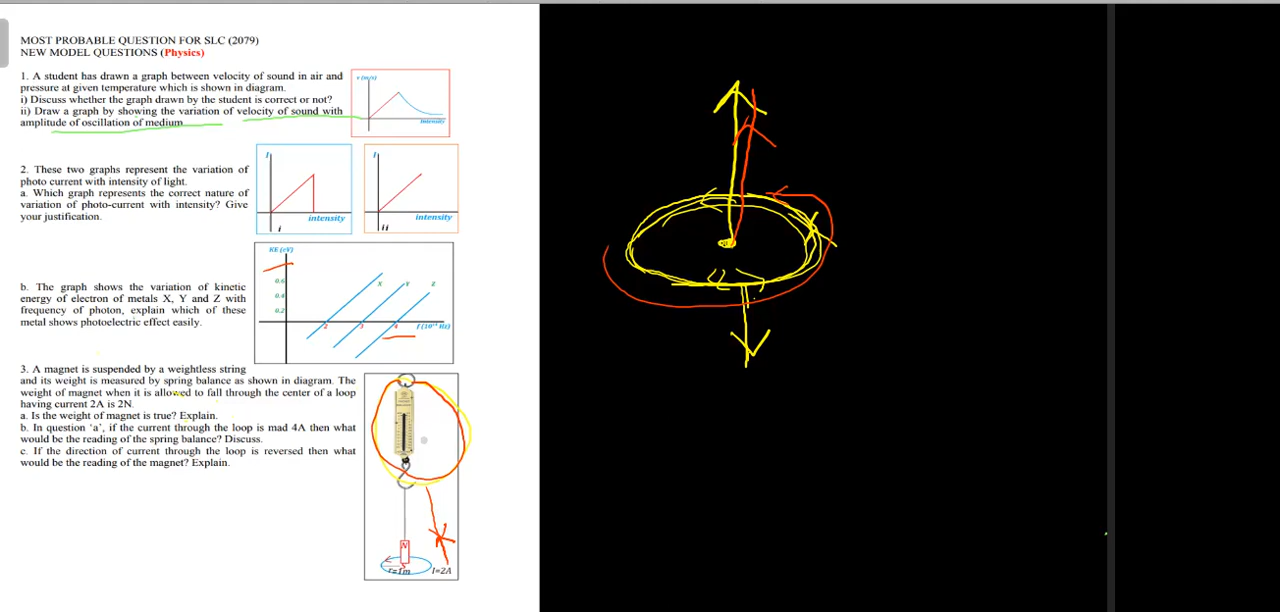 MOST PROBABLE QUESTION FOR SLC (2079)
NEW MODEL QUESTIONS (Physics)
1. A student has drawn a graph between velocity of sound in air and
pressure at given temperature which is shown in diagram.
i) Discuss whether the graph drawn by the student is correct or not?
ii) Draw a graph by showing the variation of velocity of sound with
amplitude of oscillation of medium
v (m/s)
intensity
2. These two graphs represent the variation of
photo current with intensity of light.
a. Which graph represents the correct nature of
variation of photo-current with intensity? Give
your justification.
I
intensity
i
I
intensity
ii
b. The graph shows the variation of kinetic
energy of electron of metals X, Y and Z with
frequency of photon, explain which of these
metal shows photoelectric effect easily.
KE (eV)
0.6
0.4
0.2
X
Y
Z
2
3
4
3. A magnet is suspended by a weightless string
and its weight is measured by spring balance as shown in diagram. The
weight of magnet when it is allowed to fall through the center of a loop
having current 2A is 2N.
a. Is the weight of magnet is true? Explain.
b. In question 'a', if the current through the loop is mad 4A then what
would be the reading of the spring balance? Discuss.
c. If the direction of current through the loop is reversed then what
would be the reading of the magnet? Explain.
N
r=1m
I=2A